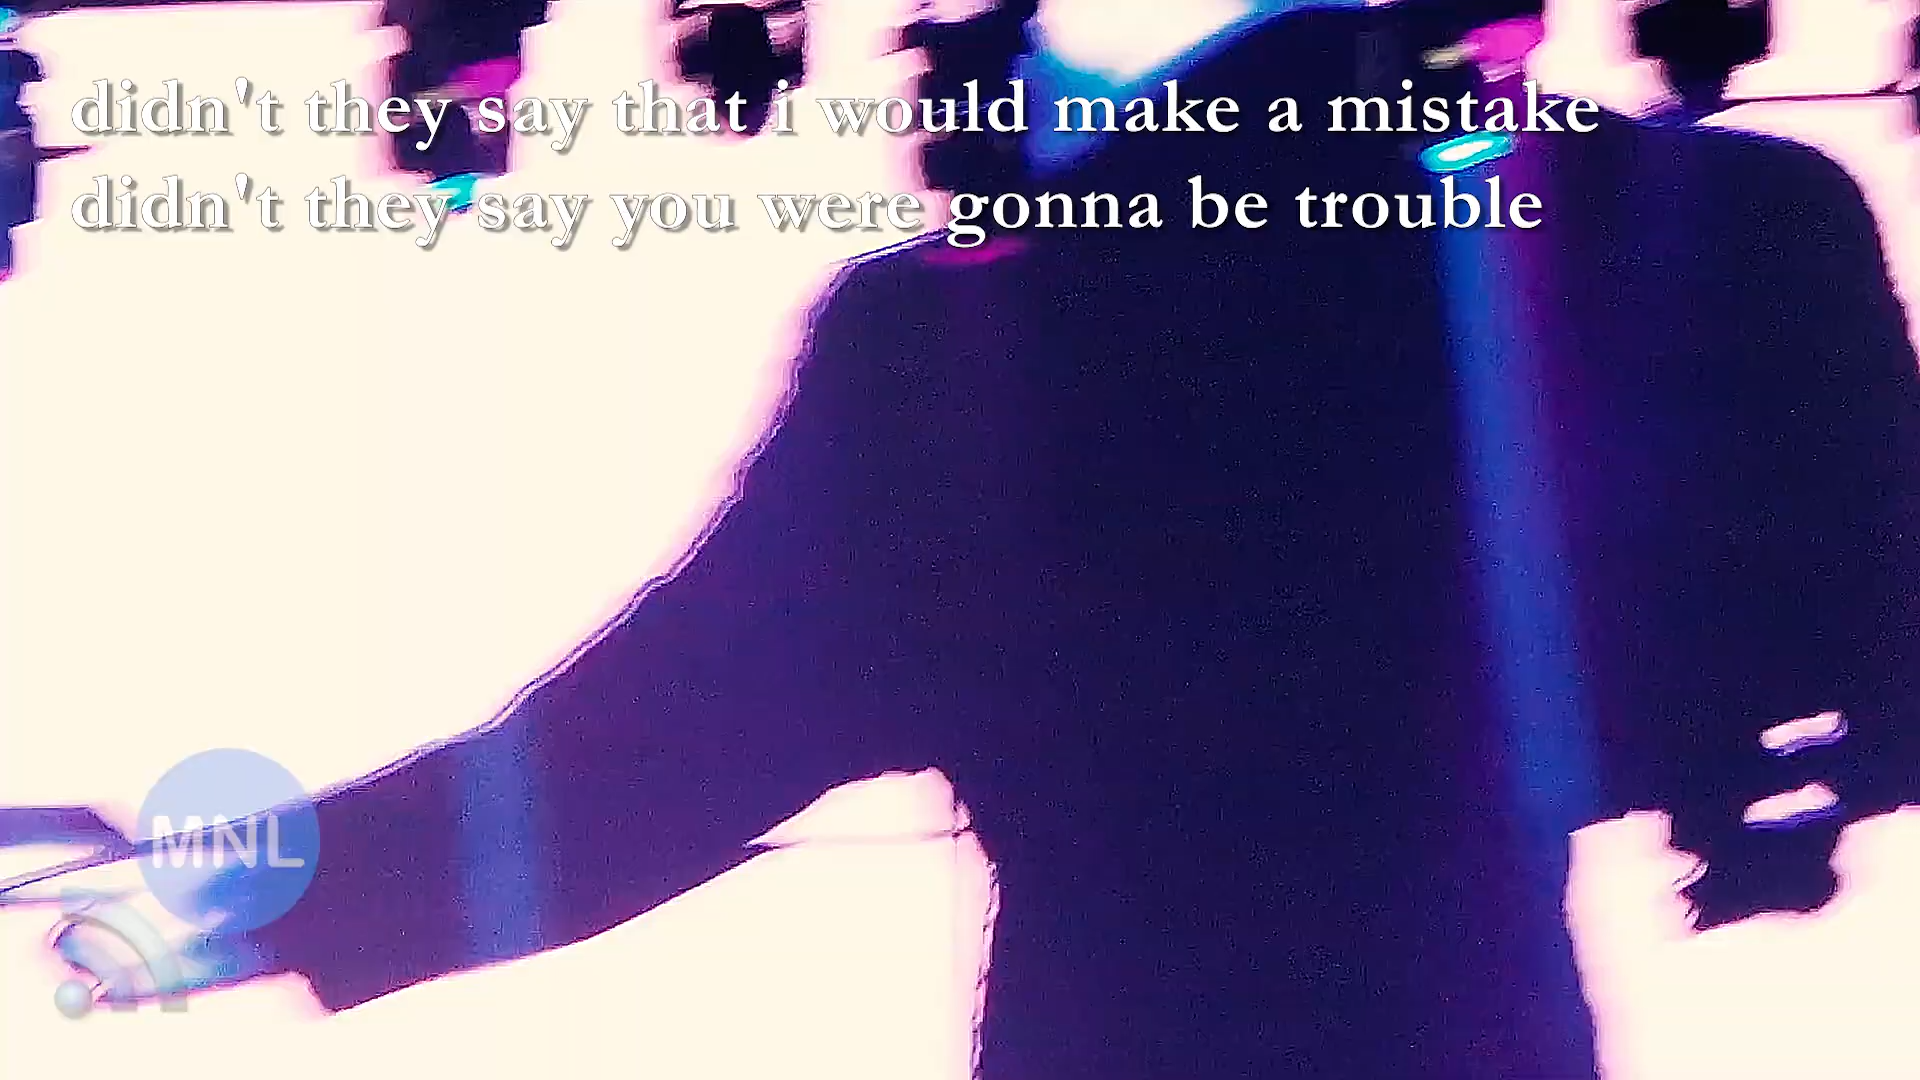 didn't they say that i would make a mistake
didn't they say you were gonna be trouble
MNL